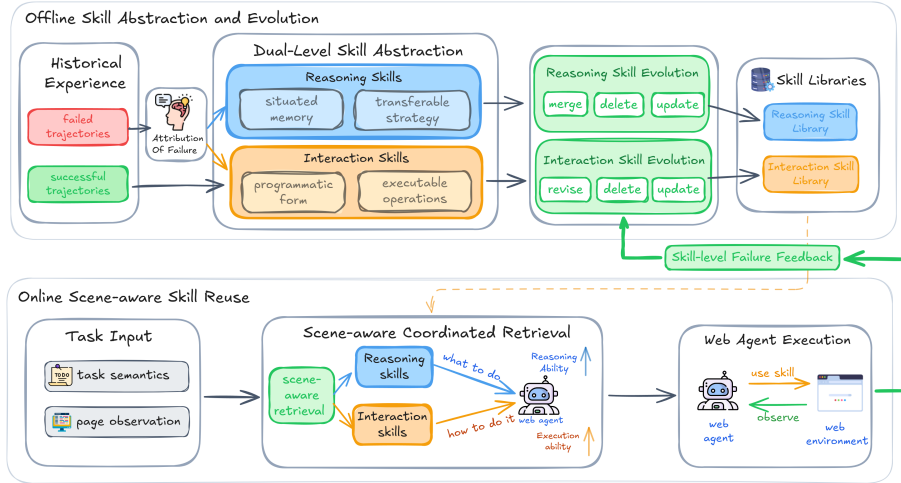 Offline Skill Abstraction and Evolution
Historical
Experience
failed
trajectories
successful
trajectories
Attribution
Of Failure
Dual-Level Skill Abstraction
Reasoning Skills
situated
memory
transferable
strategy
Interaction Skills
programmatic
form
executable
operations
Reasoning Skill Evolution
merge
delete
update
Interaction Skill Evolution
revise
delete
update
Skill Libraries
Reasoning Skill
Library
Interaction Skill
Library
Skill-level Failure Feedback
Online Scene-aware Skill Reuse
Task Input
TODO
task semantics
page observation
Scene-aware Coordinated Retrieval
scene-
aware
retrieval
Reasoning
skills
Interaction
skills
what to do
how to do it
web agent
Reasoning
Ability
Execution
ability
Web Agent Execution
web
agent
use skill
observe
web
environment